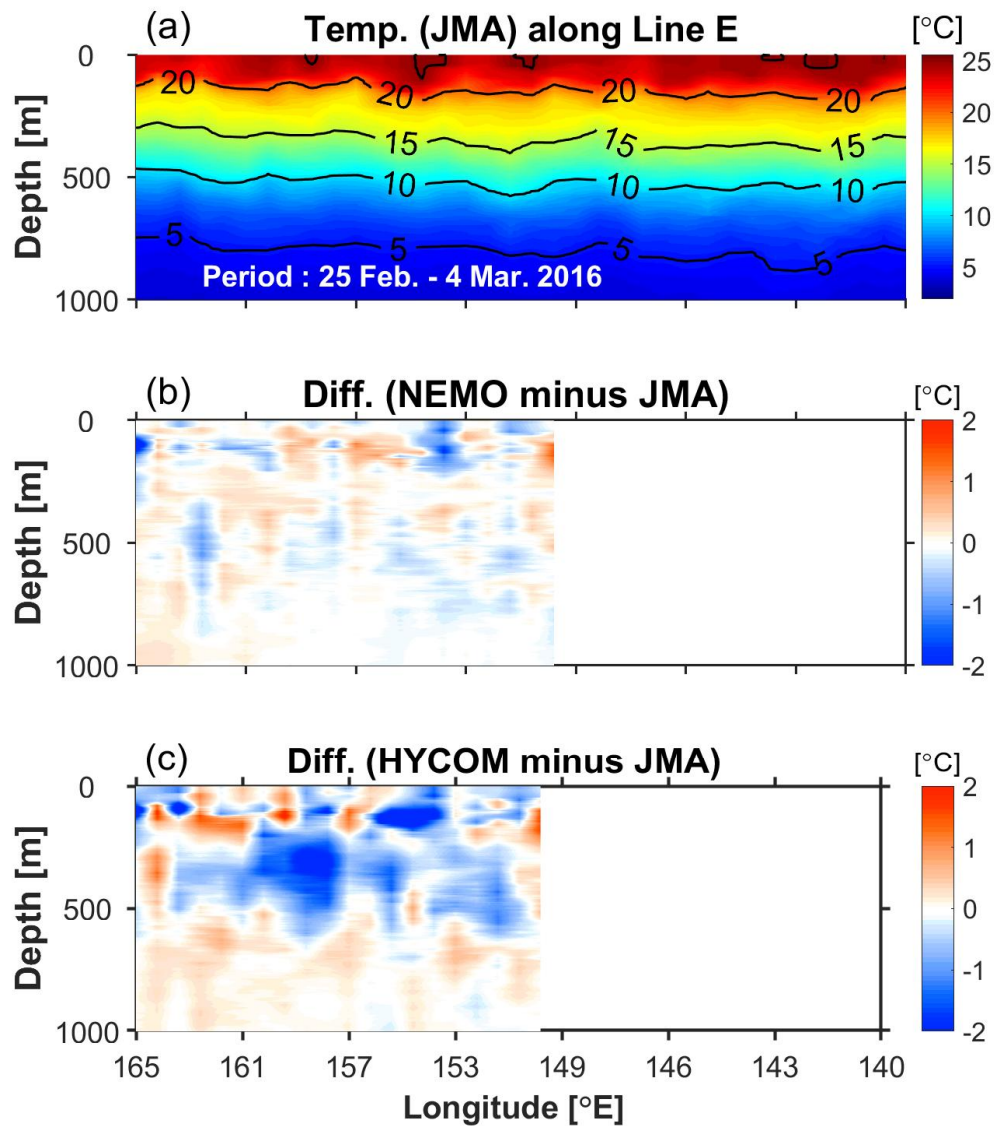 (a) Temp. (JMA) along Line E [°C]
0
500
1000
Depth [m]
20 20 20 20
15 15 15
10 10 10
5 5 5 5
Period : 25 Feb. - 4 Mar. 2016
25
20
15
10
5
(b) Diff. (NEMO minus JMA) [°C]
0
500
1000
Depth [m]
2
1
0
-1
-2
(c) Diff. (HYCOM minus JMA) [°C]
0
500
1000
Depth [m]
2
1
0
-1
-2
165 161 157 153 149 146 143 140
Longitude [°E]